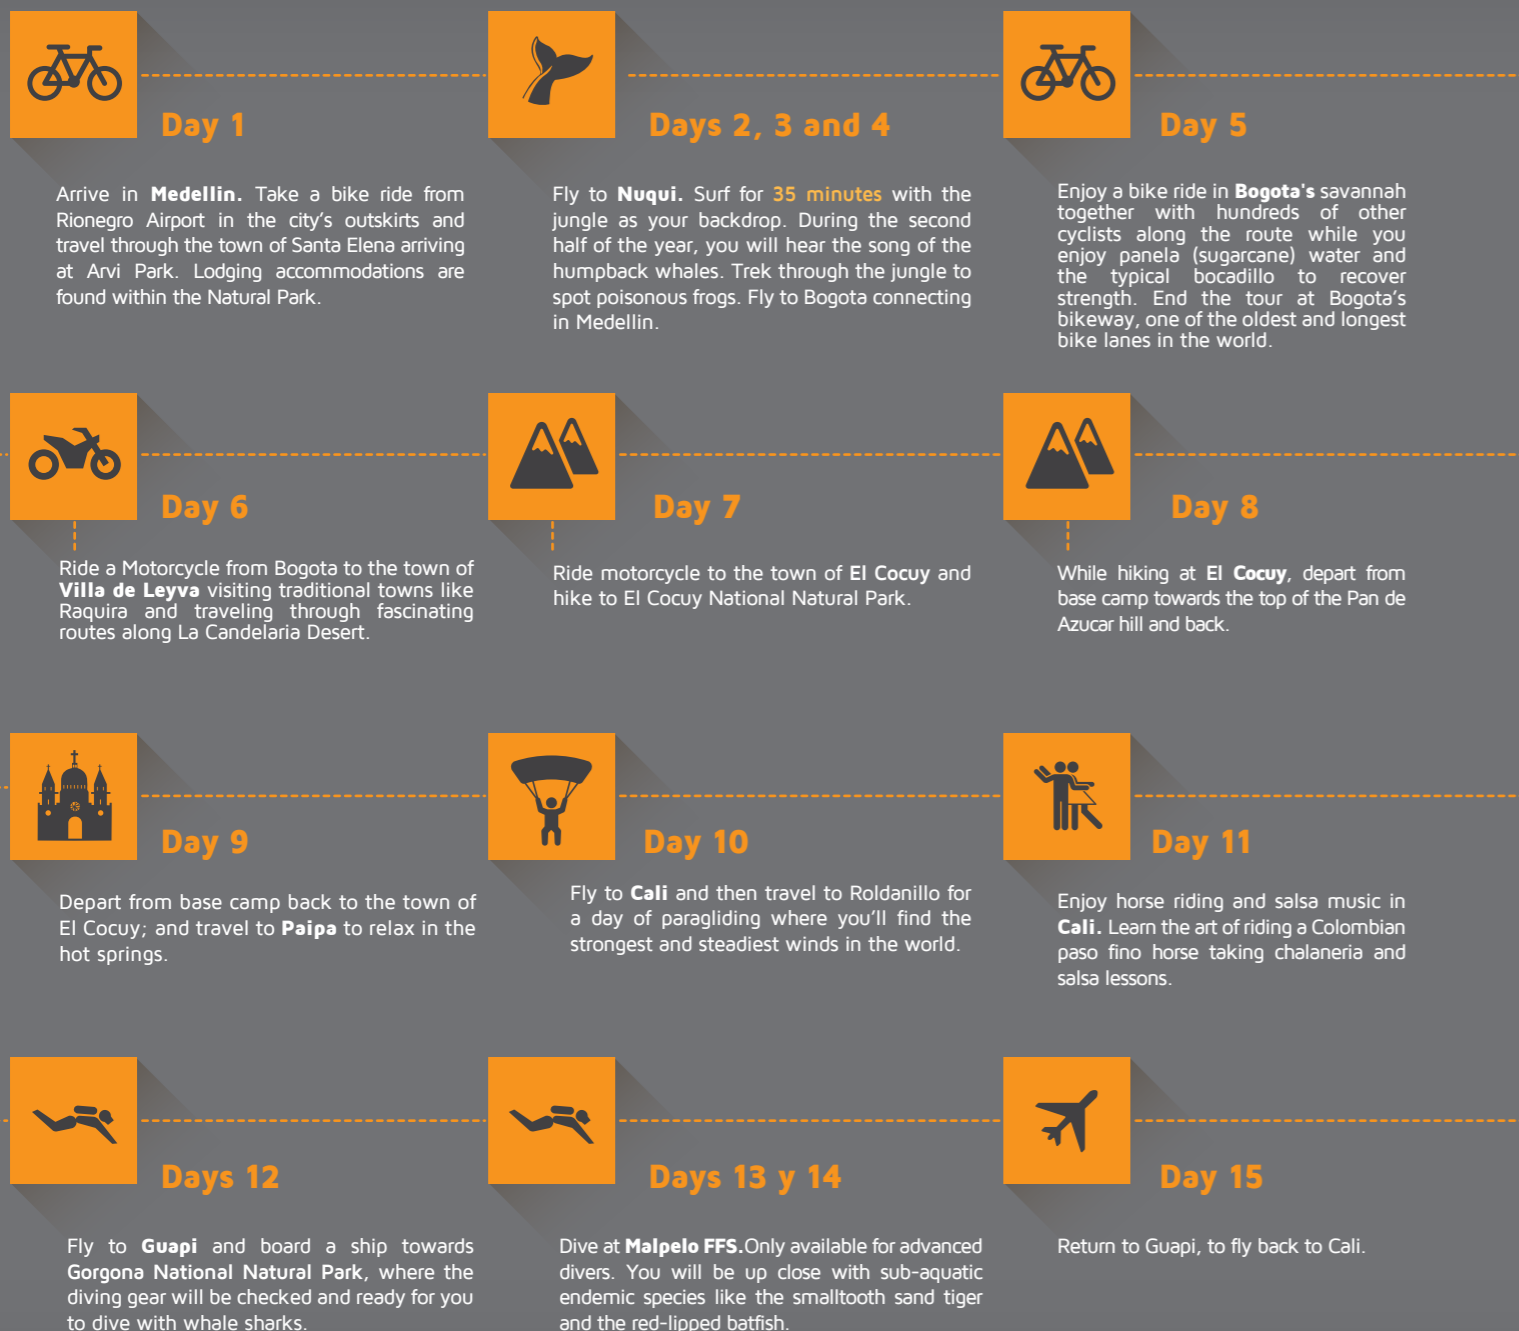 Day 1
Arrive in Medellin. Take a bike ride from
Rionegro Airport in the city's outskirts and
travel through the town of Santa Elena arriving
at Arvi Park. Lodging accommodations are
found within the Natural Park.
Days 2, 3 and 4
Fly to Nuqui. Surf for 35 minutes with the
jungle as your backdrop. During the second
half of the year, you will hear the song of the
humpback whales. Trek through the jungle to
spot poisonous frogs. Fly to Bogota connecting
in Medellin.
Day 5
Enjoy a bike ride in Bogota's savannah
together with hundreds of other
cyclists along the route while you
enjoy panela (sugarcane) water and
the typical bocadillo to recover
strength. End the tour at Bogota's
bikeway, one of the oldest and longest
bike lanes in the world.
Day 6
Ride a Motorcycle from Bogota to the town of
Villa de Leyva visiting traditional towns like
Raquira and traveling through fascinating
routes along La Candelaria Desert.
Day 7
Ride motorcycle to the town of El Cocuy and
hike to El Cocuy National Natural Park.
Day 8
While hiking at El Cocuy, depart from
base camp towards the top of the Pan de
Azucar hill and back.
Day 9
Depart from base camp back to the town of
El Cocuy; and travel to Paipa to relax in the
hot springs.
Day 10
Fly to Cali and then travel to Roldanillo for
a day of paragliding where you'll find the
strongest and steadiest winds in the world.
Day 11
Enjoy horse riding and salsa music in
Cali. Learn the art of riding a Colombian
paso fino horse taking chalaneria and
salsa lessons.
Days 12
Fly to Guapi and board a ship towards
Gorgona National Natural Park, where the
diving gear will be checked and ready for you
to dive with whale sharks.
Days 13 y 14
Dive at Malpelo FFS.Only available for advanced
divers. You will be up close with sub-aquatic
endemic species like the smalltooth sand tiger
and the red-lipped batfish.
Day 15
Return to Guapi, to fly back to Cali.